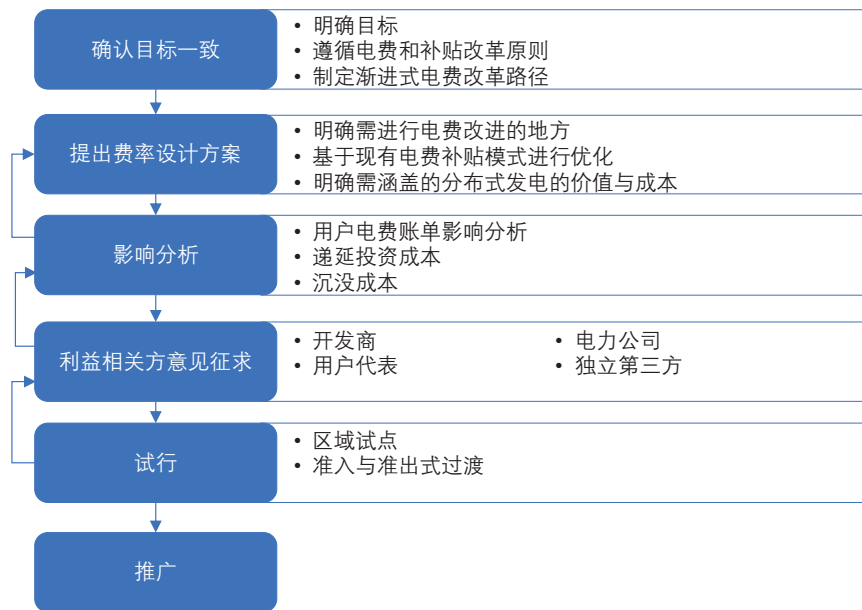 确认目标一致
• 明确目标
• 遵循电费和补贴改革原则
• 制定渐进式电费改革路径
提出费率设计方案
• 明确需进行电费改进的地方
• 基于现有电费补贴模式进行优化
• 明确需涵盖的分布式发电的价值与成本
影响分析
• 用户电费账单影响分析
• 递延投资成本
• 沉没成本
利益相关方意见征求
• 开发商
• 用户代表
• 电力公司
• 独立第三方
试行
• 区域试点
• 准入与准出式过渡
推广